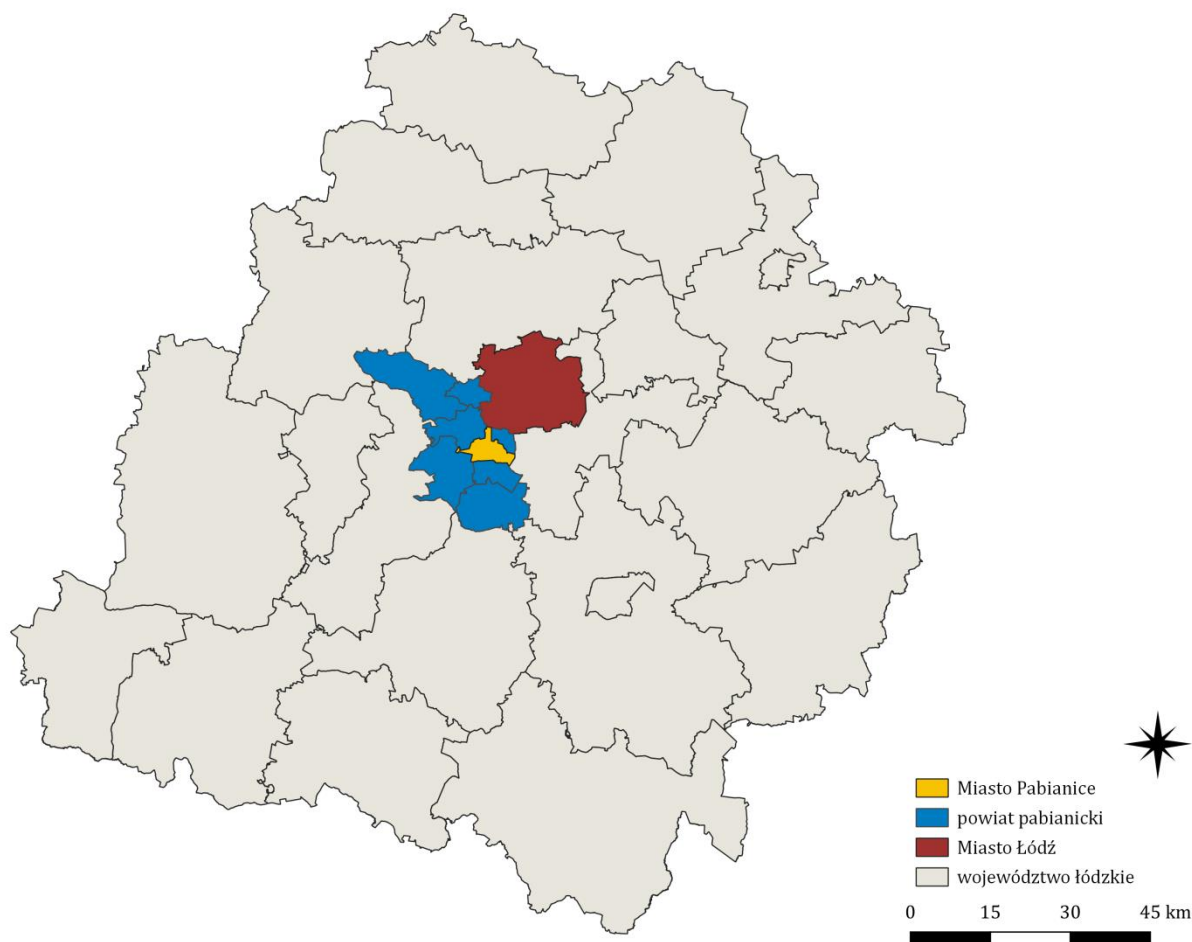 Miasto Pabianice
powiat pabianicki
Miasto Łódź
województwo łódzkie
0 15 30 45 km